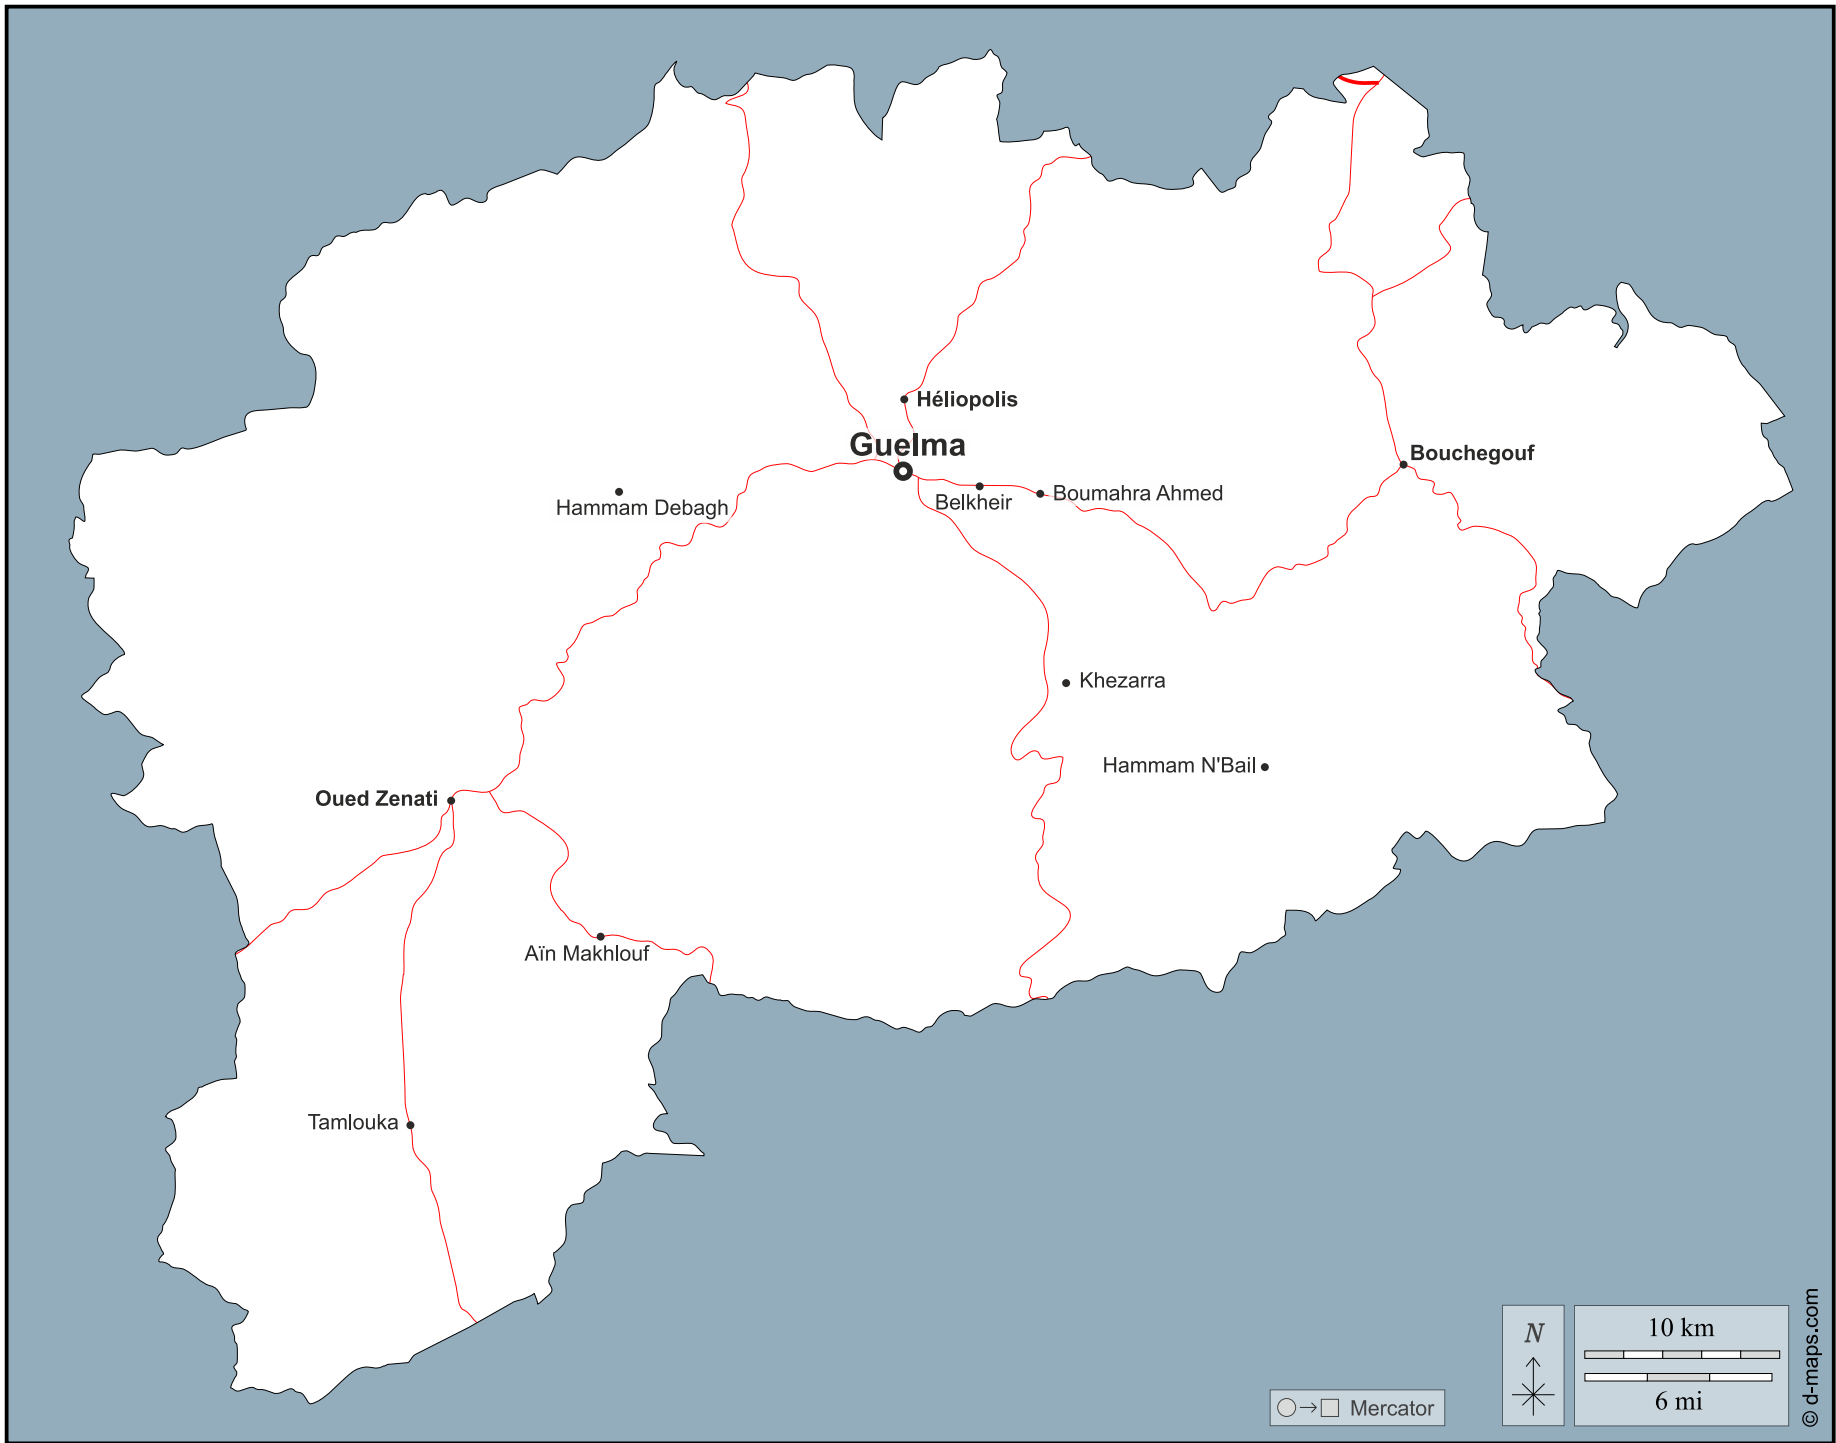 Héliopolis
Guelma
Bouchegouf
Hammam Debagh
Belkheir
Boumahra Ahmed
Khezarra
Hammam N'Bail
Oued Zenati
Aïn Makhlouf
Tamlouka
N
10 km
6 mi
Mercator
© d-maps.com